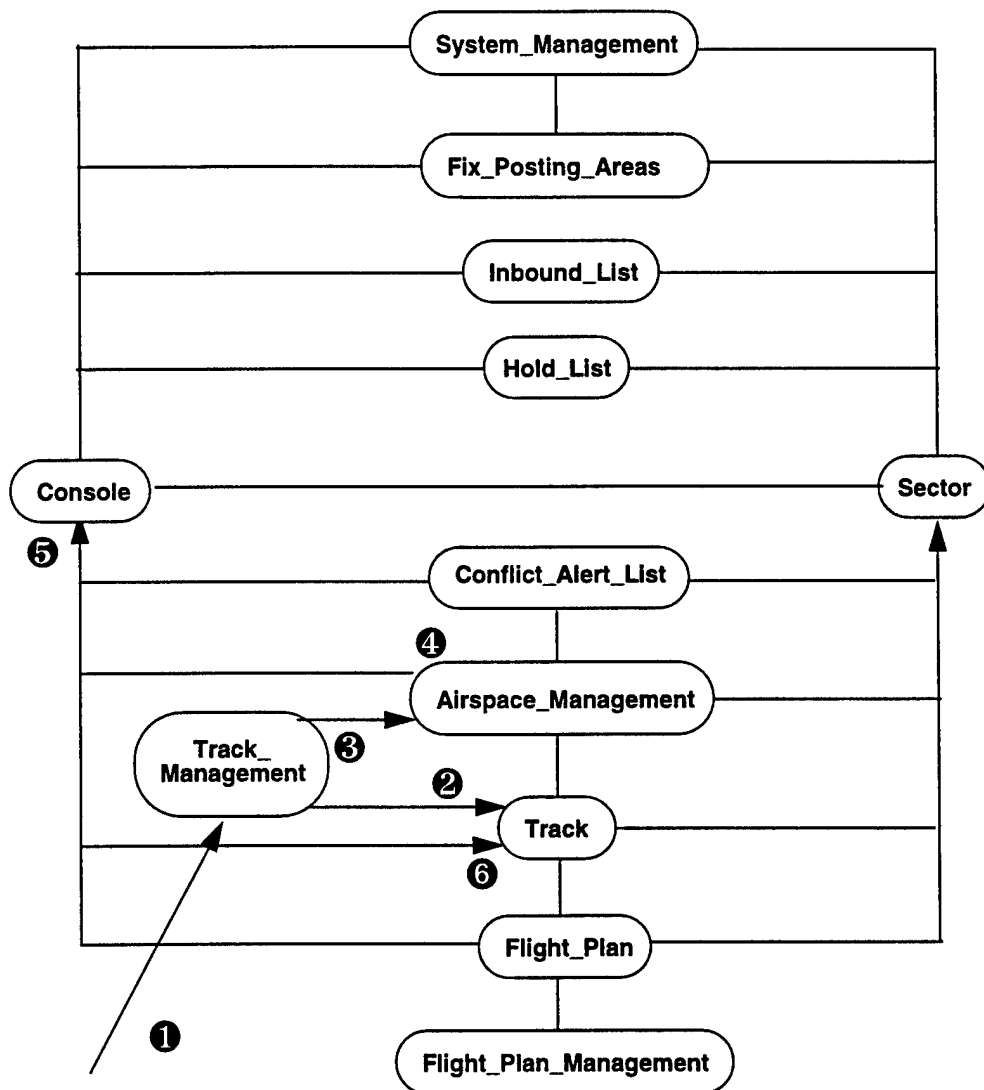 System_Management
Fix_Posting_Areas
Inbound_List
Hold_List
Console
Sector
❺
Conflict_Alert_List
❹
Airspace_Management
Track_
Management
❸
❷
Track
❻
Flight_Plan
❶
Flight_Plan_Management